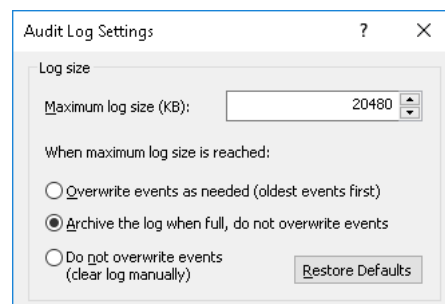 Audit Log Settings ? ×
Log size
Maximum log size (KB): 20480
When maximum log size is reached:
Overwrite events as needed (oldest events first)
Archive the log when full, do not overwrite events
Do not overwrite events
(clear log manually)
Restore Defaults